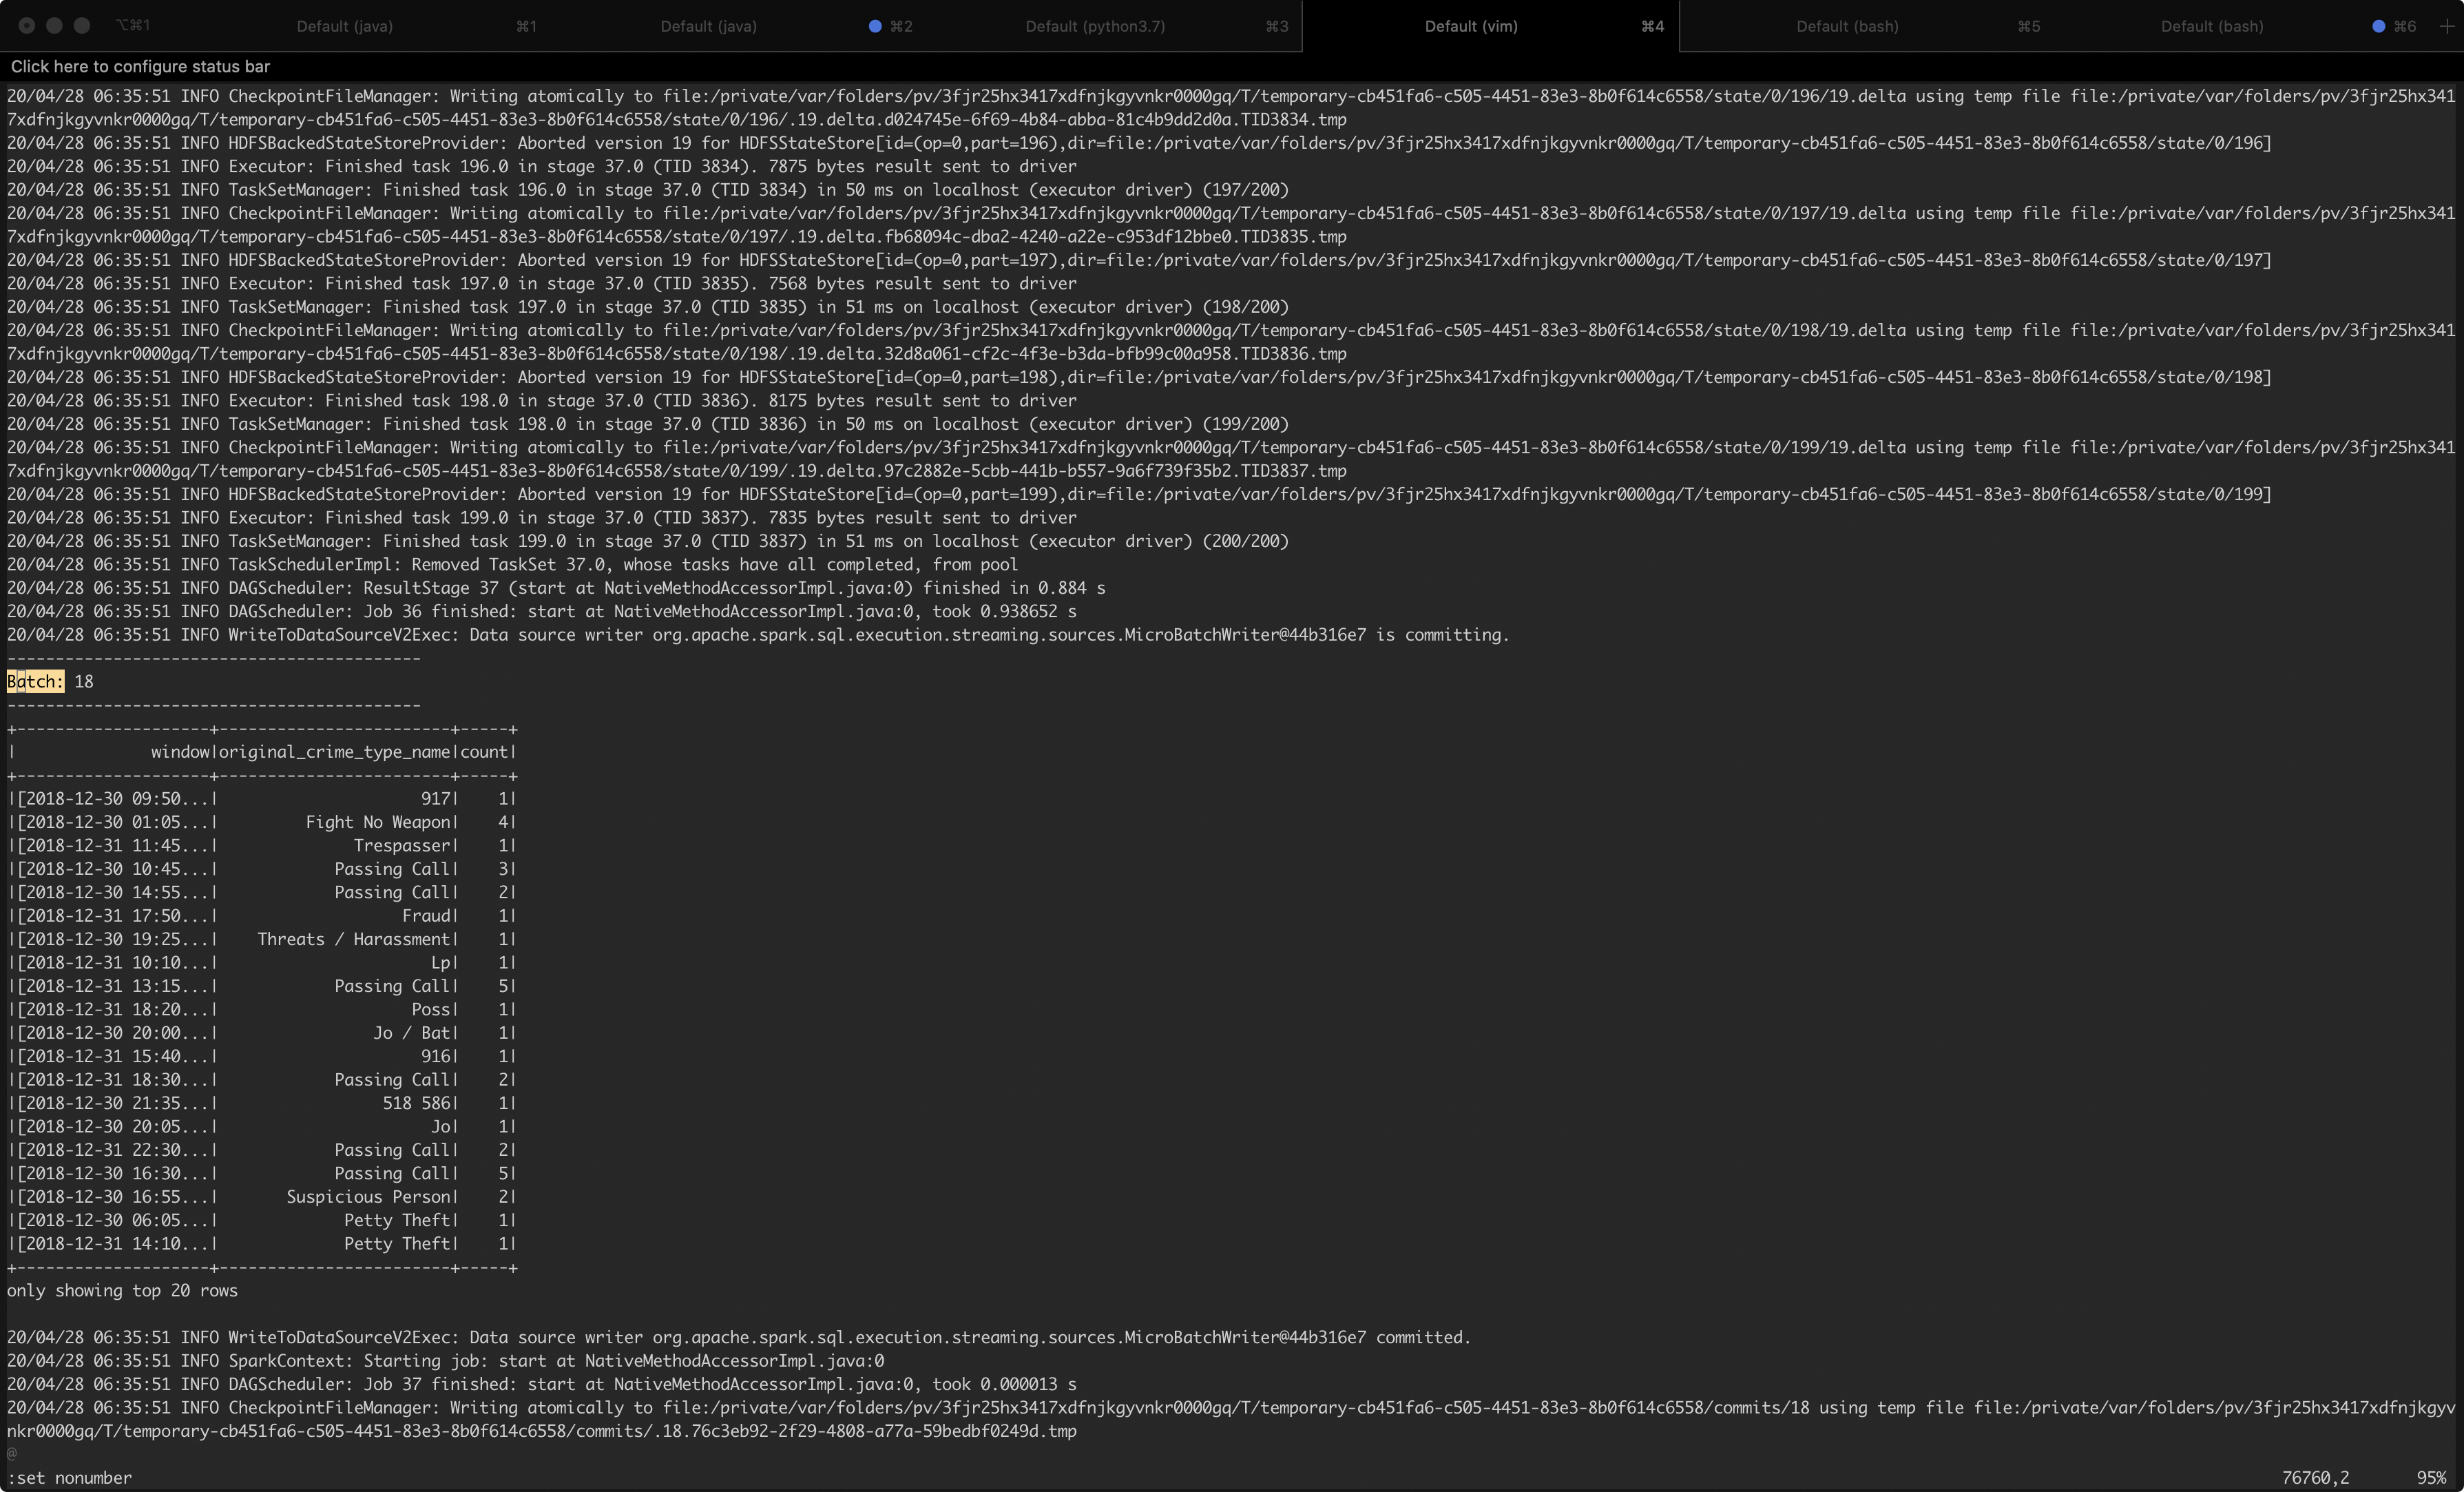 ⌥⌘1 Default (java) ⌘1 Default (java) ⌘2 Default (python3.7) ⌘3 Default (vim) ⌘4 Default (bash) ⌘5 Default (bash) ⌘6 +
Click here to configure status bar
20/04/28 06:35:51 INFO CheckpointFileManager: Writing atomically to file:/private/var/folders/pv/3fjr25hx3417xdfnjkgyvnkr0000gq/T/temporary-cb451fa6-c505-4451-83e3-8b0f614c6558/state/0/196/19.delta using temp file file:/private/var/folders/pv/3fjr25hx341
7xdfnjkgyvnkr0000gq/T/temporary-cb451fa6-c505-4451-83e3-8b0f614c6558/state/0/196/.19.delta.d024745e-6f69-4b84-abba-81c4b9dd2d0a.TID3834.tmp
20/04/28 06:35:51 INFO HDFSBackedStateStoreProvider: Aborted version 19 for HDFSStateStore[id=(op=0,part=196),dir=file:/private/var/folders/pv/3fjr25hx3417xdfnjkgyvnkr0000gq/T/temporary-cb451fa6-c505-4451-83e3-8b0f614c6558/state/0/196]
20/04/28 06:35:51 INFO Executor: Finished task 196.0 in stage 37.0 (TID 3834). 7875 bytes result sent to driver
20/04/28 06:35:51 INFO TaskSetManager: Finished task 196.0 in stage 37.0 (TID 3834) in 50 ms on localhost (executor driver) (197/200)
20/04/28 06:35:51 INFO CheckpointFileManager: Writing atomically to file:/private/var/folders/pv/3fjr25hx3417xdfnjkgyvnkr0000gq/T/temporary-cb451fa6-c505-4451-83e3-8b0f614c6558/state/0/197/19.delta using temp file file:/private/var/folders/pv/3fjr25hx341
7xdfnjkgyvnkr0000gq/T/temporary-cb451fa6-c505-4451-83e3-8b0f614c6558/state/0/197/.19.delta.fb68094c-dba2-4240-a22e-c953df12bbe0.TID3835.tmp
20/04/28 06:35:51 INFO HDFSBackedStateStoreProvider: Aborted version 19 for HDFSStateStore[id=(op=0,part=197),dir=file:/private/var/folders/pv/3fjr25hx3417xdfnjkgyvnkr0000gq/T/temporary-cb451fa6-c505-4451-83e3-8b0f614c6558/state/0/197]
20/04/28 06:35:51 INFO Executor: Finished task 197.0 in stage 37.0 (TID 3835). 7568 bytes result sent to driver
20/04/28 06:35:51 INFO TaskSetManager: Finished task 197.0 in stage 37.0 (TID 3835) in 51 ms on localhost (executor driver) (198/200)
20/04/28 06:35:51 INFO CheckpointFileManager: Writing atomically to file:/private/var/folders/pv/3fjr25hx3417xdfnjkgyvnkr0000gq/T/temporary-cb451fa6-c505-4451-83e3-8b0f614c6558/state/0/198/19.delta using temp file file:/private/var/folders/pv/3fjr25hx341
7xdfnjkgyvnkr0000gq/T/temporary-cb451fa6-c505-4451-83e3-8b0f614c6558/state/0/198/.19.delta.32d8a061-cf2c-4f3e-b3da-bfb99c00a958.TID3836.tmp
20/04/28 06:35:51 INFO HDFSBackedStateStoreProvider: Aborted version 19 for HDFSStateStore[id=(op=0,part=198),dir=file:/private/var/folders/pv/3fjr25hx3417xdfnjkgyvnkr0000gq/T/temporary-cb451fa6-c505-4451-83e3-8b0f614c6558/state/0/198]
20/04/28 06:35:51 INFO Executor: Finished task 198.0 in stage 37.0 (TID 3836). 8175 bytes result sent to driver
20/04/28 06:35:51 INFO TaskSetManager: Finished task 198.0 in stage 37.0 (TID 3836) in 50 ms on localhost (executor driver) (199/200)
20/04/28 06:35:51 INFO CheckpointFileManager: Writing atomically to file:/private/var/folders/pv/3fjr25hx3417xdfnjkgyvnkr0000gq/T/temporary-cb451fa6-c505-4451-83e3-8b0f614c6558/state/0/199/19.delta using temp file file:/private/var/folders/pv/3fjr25hx341
7xdfnjkgyvnkr0000gq/T/temporary-cb451fa6-c505-4451-83e3-8b0f614c6558/state/0/199/.19.delta.97c2882e-5cbb-441b-b557-9a6f739f35b2.TID3837.tmp
20/04/28 06:35:51 INFO HDFSBackedStateStoreProvider: Aborted version 19 for HDFSStateStore[id=(op=0,part=199),dir=file:/private/var/folders/pv/3fjr25hx3417xdfnjkgyvnkr0000gq/T/temporary-cb451fa6-c505-4451-83e3-8b0f614c6558/state/0/199]
20/04/28 06:35:51 INFO Executor: Finished task 199.0 in stage 37.0 (TID 3837). 7835 bytes result sent to driver
20/04/28 06:35:51 INFO TaskSetManager: Finished task 199.0 in stage 37.0 (TID 3837) in 51 ms on localhost (executor driver) (200/200)
20/04/28 06:35:51 INFO TaskSchedulerImpl: Removed TaskSet 37.0, whose tasks have all completed, from pool
20/04/28 06:35:51 INFO DAGScheduler: ResultStage 37 (start at NativeMethodAccessorImpl.java:0) finished in 0.884 s
20/04/28 06:35:51 INFO DAGScheduler: Job 36 finished: start at NativeMethodAccessorImpl.java:0, took 0.938652 s
20/04/28 06:35:51 INFO WriteToDataSourceV2Exec: Data source writer org.apache.spark.sql.execution.streaming.sources.MicroBatchWriter@44b316e7 is committing.
-------------------------------------------
Batch: 18
-------------------------------------------
+--------------------+------------------------+-----+
|              window|original_crime_type_name|count|
+--------------------+------------------------+-----+
|[2018-12-30 09:50...|                     917|    1|
|[2018-12-30 01:05...|         Fight No Weapon|    4|
|[2018-12-31 11:45...|              Trespasser|    1|
|[2018-12-30 10:45...|            Passing Call|    3|
|[2018-12-30 14:55...|            Passing Call|    2|
|[2018-12-31 17:50...|                   Fraud|    1|
|[2018-12-30 19:25...|    Threats / Harassment|    1|
|[2018-12-31 10:10...|                      Lp|    1|
|[2018-12-31 13:15...|            Passing Call|    5|
|[2018-12-31 18:20...|                    Poss|    1|
|[2018-12-30 20:00...|                Jo / Bat|    1|
|[2018-12-31 15:40...|                     916|    1|
|[2018-12-31 18:30...|            Passing Call|    2|
|[2018-12-30 21:35...|                 518 586|    1|
|[2018-12-30 20:05...|                      Jo|    1|
|[2018-12-31 22:30...|            Passing Call|    2|
|[2018-12-30 16:30...|            Passing Call|    5|
|[2018-12-30 16:55...|       Suspicious Person|    2|
|[2018-12-30 06:05...|             Petty Theft|    1|
|[2018-12-31 14:10...|             Petty Theft|    1|
+--------------------+------------------------+-----+
only showing top 20 rows
20/04/28 06:35:51 INFO WriteToDataSourceV2Exec: Data source writer org.apache.spark.sql.execution.streaming.sources.MicroBatchWriter@44b316e7 committed.
20/04/28 06:35:51 INFO SparkContext: Starting job: start at NativeMethodAccessorImpl.java:0
20/04/28 06:35:51 INFO DAGScheduler: Job 37 finished: start at NativeMethodAccessorImpl.java:0, took 0.000013 s
20/04/28 06:35:51 INFO CheckpointFileManager: Writing atomically to file:/private/var/folders/pv/3fjr25hx3417xdfnjkgyvnkr0000gq/T/temporary-cb451fa6-c505-4451-83e3-8b0f614c6558/commits/18 using temp file file:/private/var/folders/pv/3fjr25hx3417xdfnjkgyv
nkr0000gq/T/temporary-cb451fa6-c505-4451-83e3-8b0f614c6558/commits/.18.76c3eb92-2f29-4808-a77a-59bedbf0249d.tmp
@
:set nonumber 76760,2 95%